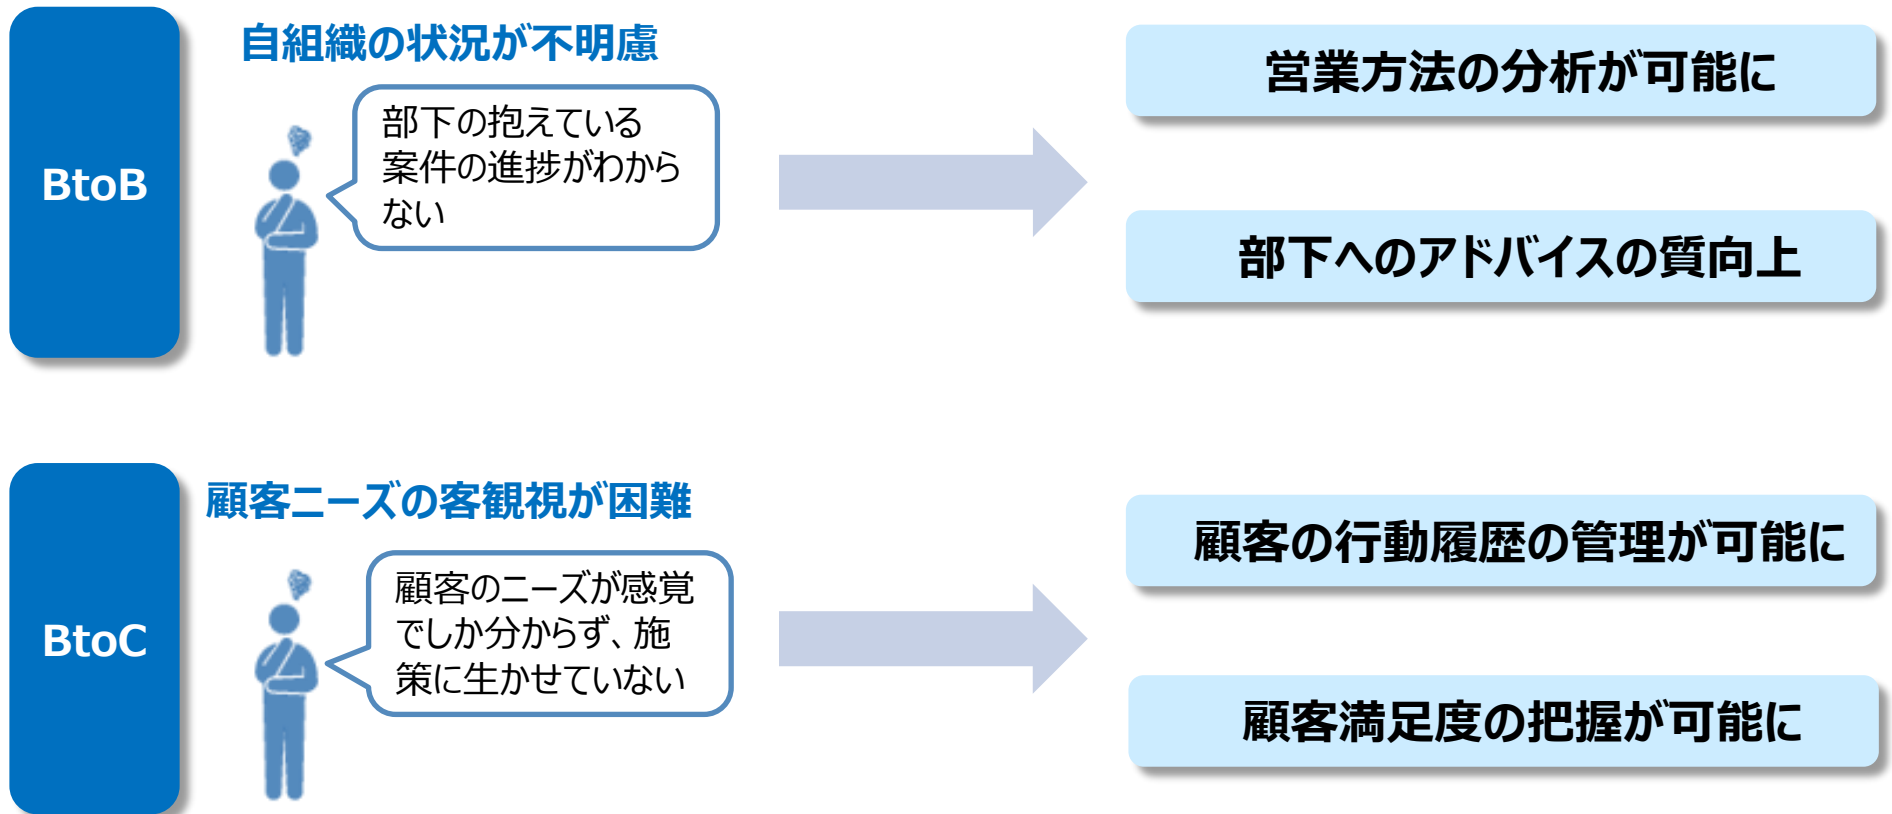 BtoB
自組織の状況が不明慮
部下の抱えている
案件の進捗がわから
ない
営業方法の分析が可能に
部下へのアドバイスの質向上
BtoC
顧客ニーズの客観視が困難
顧客のニーズが感覚
でしか分からず、施
策に生かせていない
顧客の行動履歴の管理が可能に
顧客満足度の把握が可能に